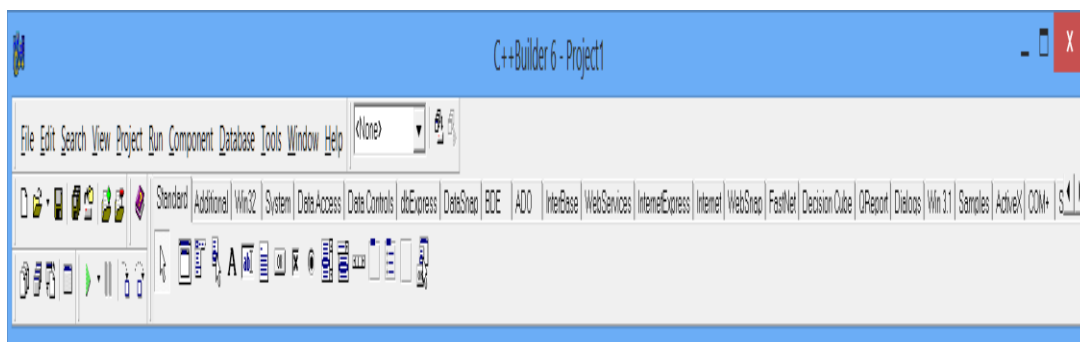 C++Builder 6 - Project1
File Edit Search View Project Run Component Database Tools Window Help <None>
Standard Additional Win32 System Data Access Data Controls dbExpress DataSnap BDE ADO InterBase WebServices InternetExpress Internet WebSnap FastNet Decision Cube QReport Dialogs Win 3.1 Samples ActiveX COM+ S